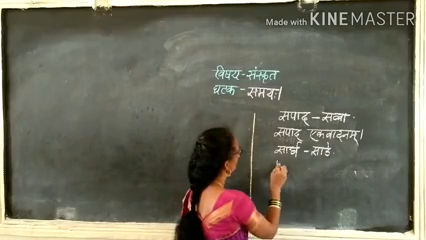 Made with KINEMASTER
विषय-संस्कृत
घटक - समयः।
सपाद् - सव्वा
सपाद् एकवादनम्।
सार्ध - साडे